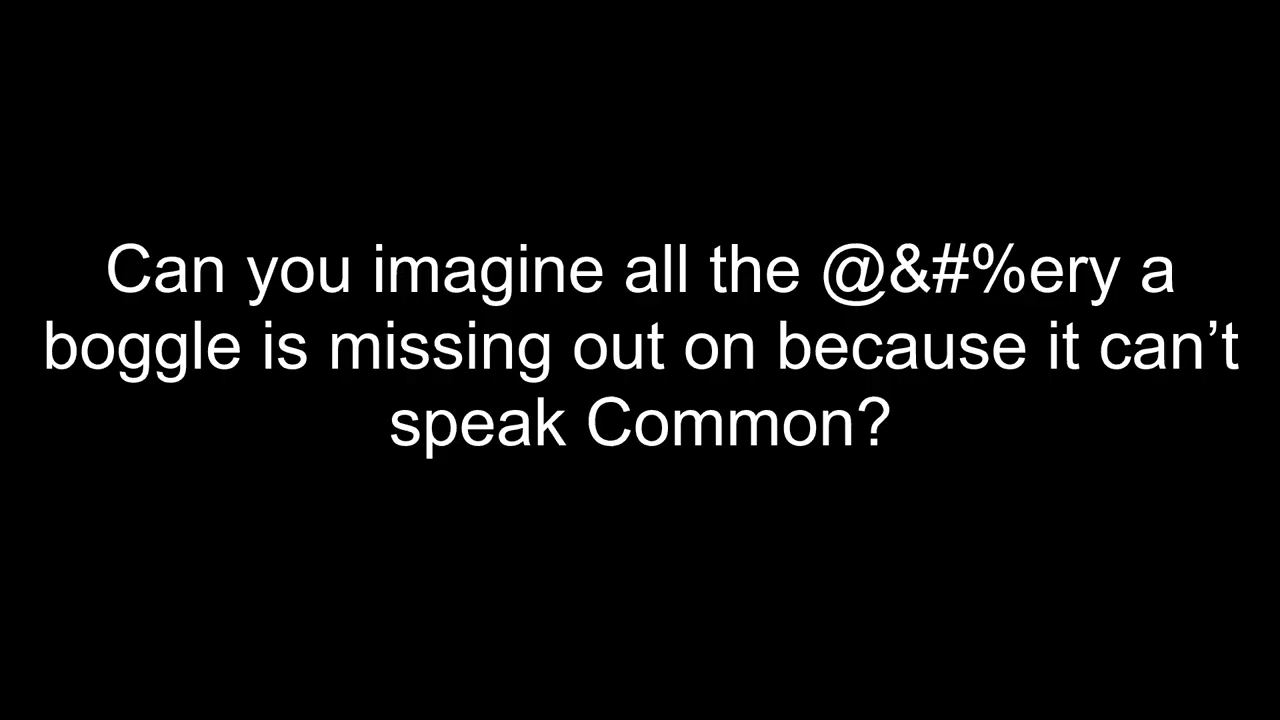 Can you imagine all the @&#%ery a
boggle is missing out on because it can’t
speak Common?